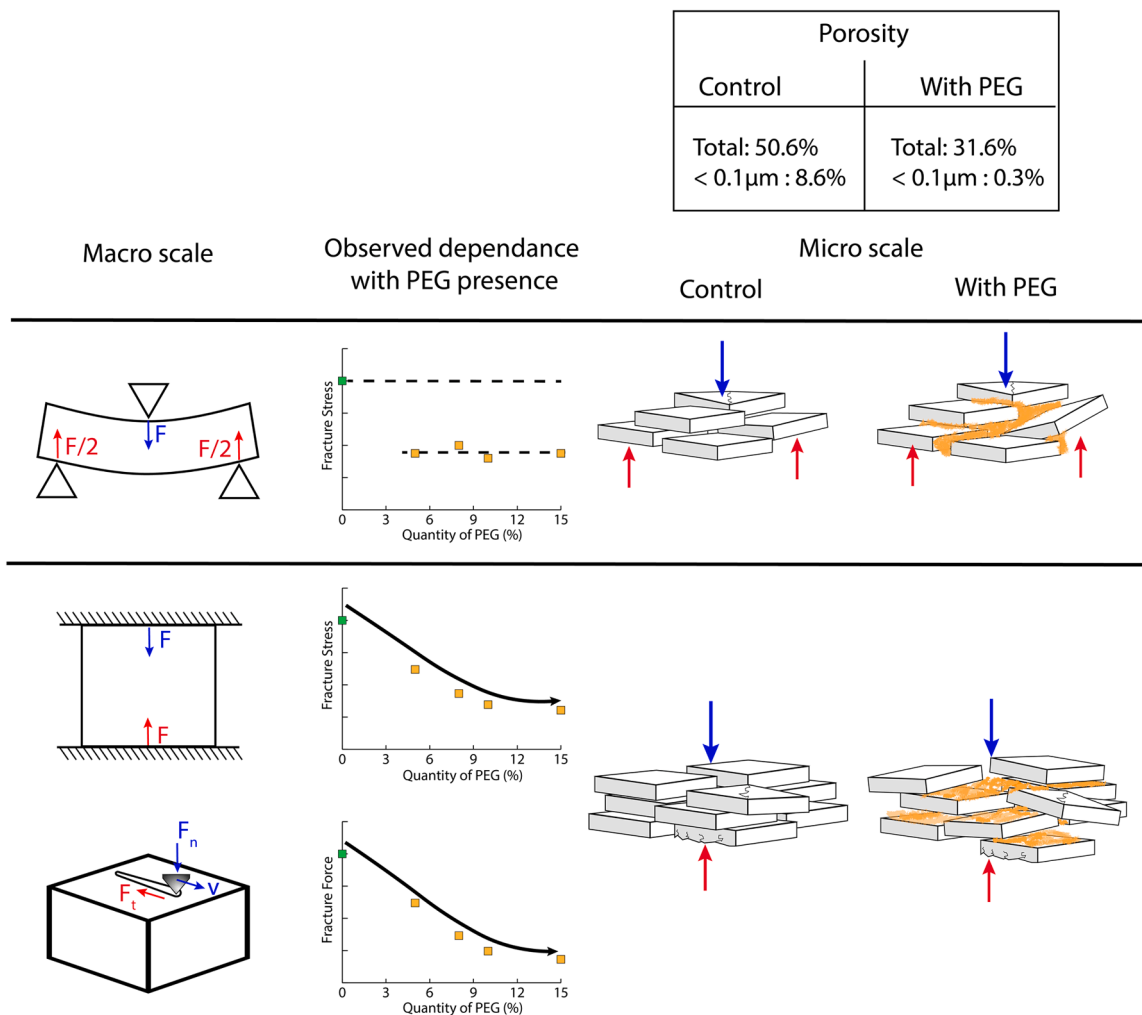 Porosity
Control
With PEG
Total: 50.6%
< 0.1µm : 8.6%
Total: 31.6%
< 0.1µm : 0.3%
Macro scale
Observed dependance
with PEG presence
Micro scale
Control
With PEG
F/2
F
F/2
Fracture Stress
0
3
6
9
12
15
Quantity of PEG (%)
F
F
Fracture Stress
0
3
6
9
12
15
Quantity of PEG (%)
Fn
v
Ft
Fracture Force
0
3
6
9
12
15
Quantity of PEG (%)